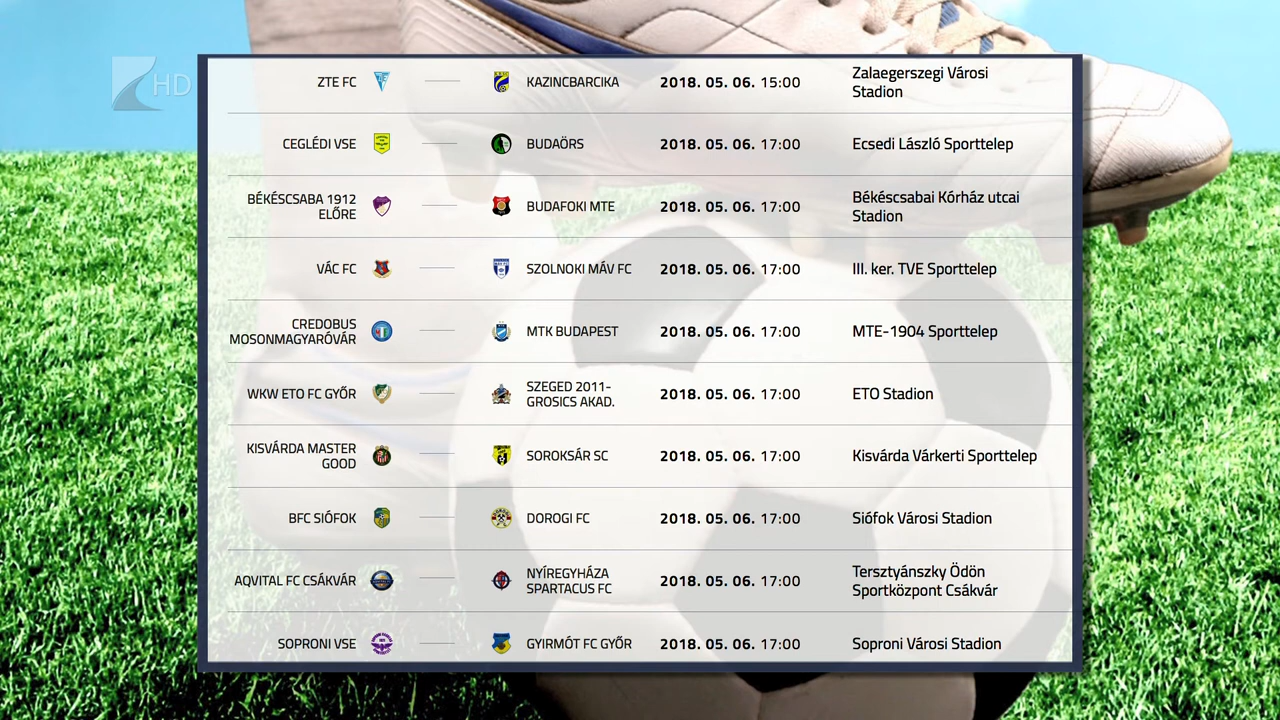 HD
ZTE FC KAZINCBARCIKA 2018. 05. 06. 15:00 Zalaegerszegi Városi
Stadion
CEGLÉDI VSE BUDAÖRS 2018. 05. 06. 17:00 Ecsedi László Sporttelep
BÉKÉSCSABA 1912
ELŐRE BUDAFOKI MTE 2018. 05. 06. 17:00 Békéscsabai Kórház utcai
Stadion
VÁC FC SZOLNOKI MÁV FC 2018. 05. 06. 17:00 III. ker. TVE Sporttelep
CREDOBUS
MOSONMAGYARÓVÁR MTK BUDAPEST 2018. 05. 06. 17:00 MTE-1904 Sporttelep
WKW ETO FC GYŐR SZEGED 2011-
GROSICS AKAD. 2018. 05. 06. 17:00 ETO Stadion
KISVÁRDA MASTER
GOOD SOROKSÁR SC 2018. 05. 06. 17:00 Kisvárda Várkerti Sporttelep
BFC SIÓFOK DOROGI FC 2018. 05. 06. 17:00 Siófok Városi Stadion
AQVITAL FC CSÁKVÁR NYÍREGYHÁZA
SPARTACUS FC 2018. 05. 06. 17:00 Tersztyánszky Ödön
Sportközpont Csákvár
SOPRONI VSE GYIRMÓT FC GYŐR 2018. 05. 06. 17:00 Soproni Városi Stadion